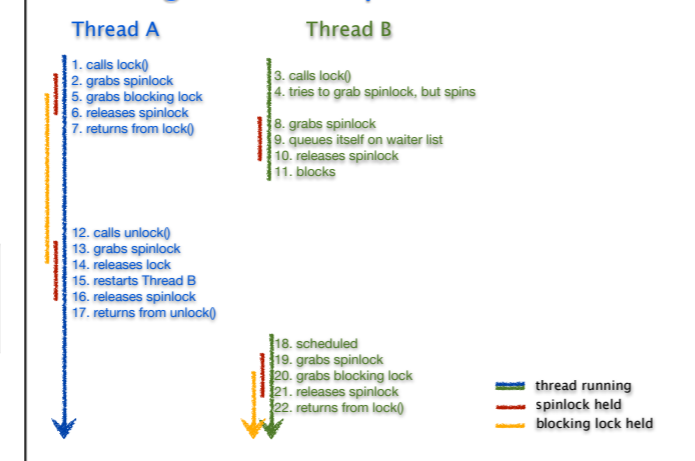 Thread A
Thread B
1. calls lock()
2. grabs spinlock
5. grabs blocking lock
6. releases spinlock
7. returns from lock()
3. calls lock()
4. tries to grab spinlock, but spins
8. grabs spinlock
9. queues itself on waiter list
10. releases spinlock
11. blocks
12. calls unlock()
13. grabs spinlock
14. releases lock
15. restarts Thread B
16. releases spinlock
17. returns from unlock()
18. scheduled
19. grabs spinlock
20. grabs blocking lock
21. releases spinlock
22. returns from lock()
thread running
spinlock held
blocking lock held